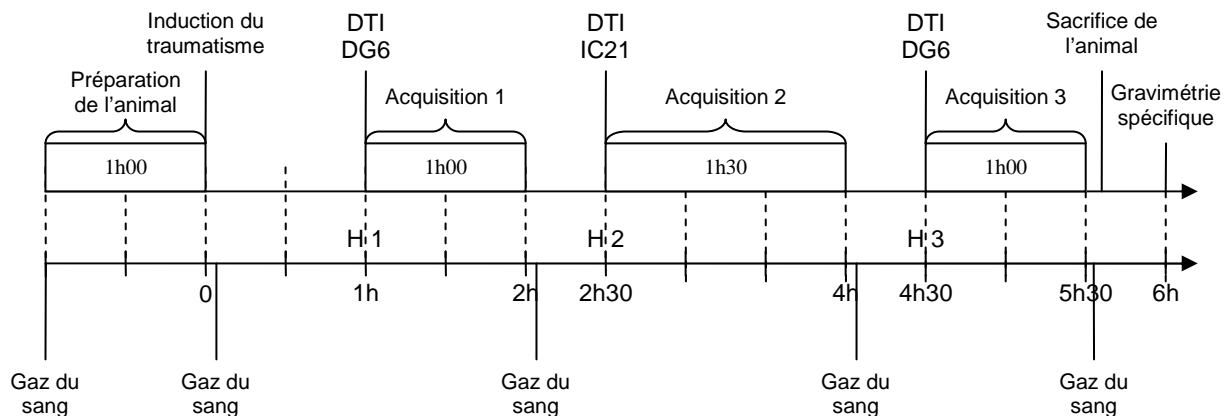 Induction du
traumatisme
DTI
DG6
DTI
IC21
DTI
DG6
Sacrifice de
l'animal
Préparation
de l'animal
Acquisition 1
Acquisition 2
Acquisition 3
Gravimétrie
spécifique
1h00
1h00
1h30
1h00
H 1
H 2
H 3
0
1h
2h
2h30
4h
4h30
5h30
6h
Gaz du
sang
Gaz du
sang
Gaz du
sang
Gaz du
sang
Gaz du
sang